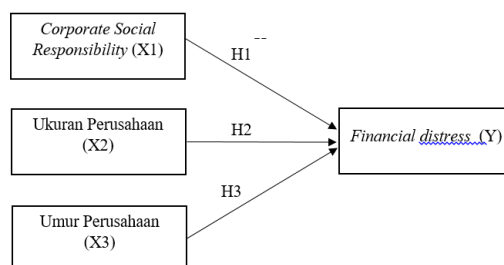 Corporate Social
Responsibility (X1)
H1
Ukuran Perusahaan
(X2)
H2
Financial distress (Y)
H3
Umur Perusahaan
(X3)